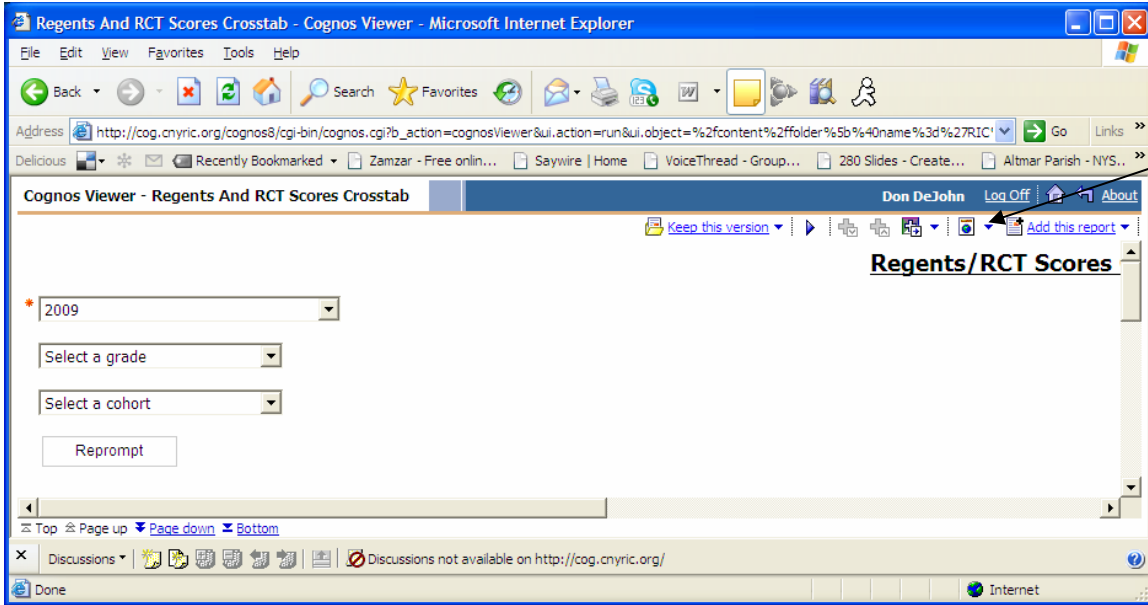 Regents And RCT Scores Crosstab - Cognos Viewer - Microsoft Internet Explorer
File Edit View Favorites Tools Help
Back Search Favorites
Address http://cog.cnyric.org/cognos8/cgi-bin/cognos.cgi?b_action=cognosViewer&ui.action=run&ui.object=%2fcontent%2ffolder%5b%40name%3d%27RIC' Go Links »
Delicious Recently Bookmarked Zamzar - Free onlin... Saywire | Home VoiceThread - Group... 280 Slides - Create... Altmar Parish - NYS.. »
Cognos Viewer - Regents And RCT Scores Crosstab Don DeJohn Log Off About
Keep this version Add this report
Regents/RCT Scores
* 2009
Select a grade
Select a cohort
Reprompt
Top Page up Page down Bottom
x Discussions Discussions not available on http://cog.cnyric.org/
Done Internet